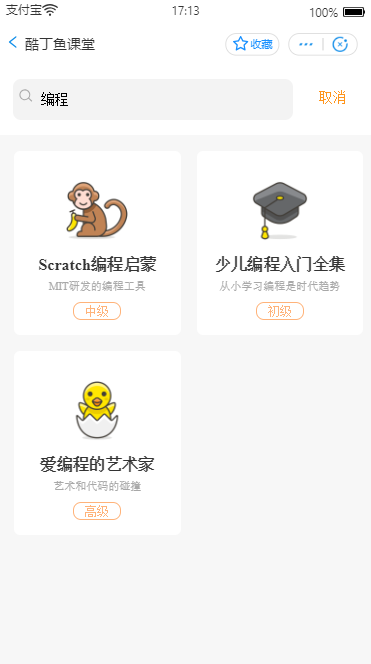 支付宝 17:13 100%
酷丁鱼课堂 收藏
编程 取消
Scratch编程启蒙
MIT研发的编程工具
中级
少儿编程入门全集
从小学习编程是时代趋势
初级
爱编程的艺术家
艺术和代码的碰撞
高级